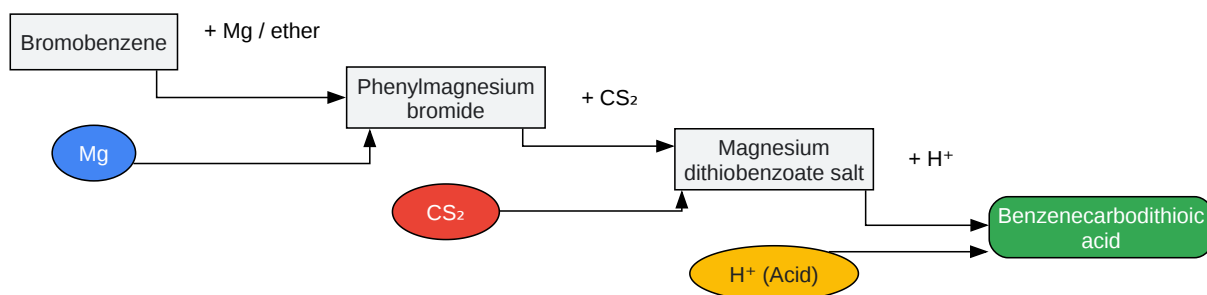 Bromobenzene
+ Mg / ether
Phenylmagnesium
bromide
+ CS₂
Mg
Magnesium
dithiobenzoate salt
+ H⁺
CS₂
Benzenecarbodithioic
acid
H⁺ (Acid)